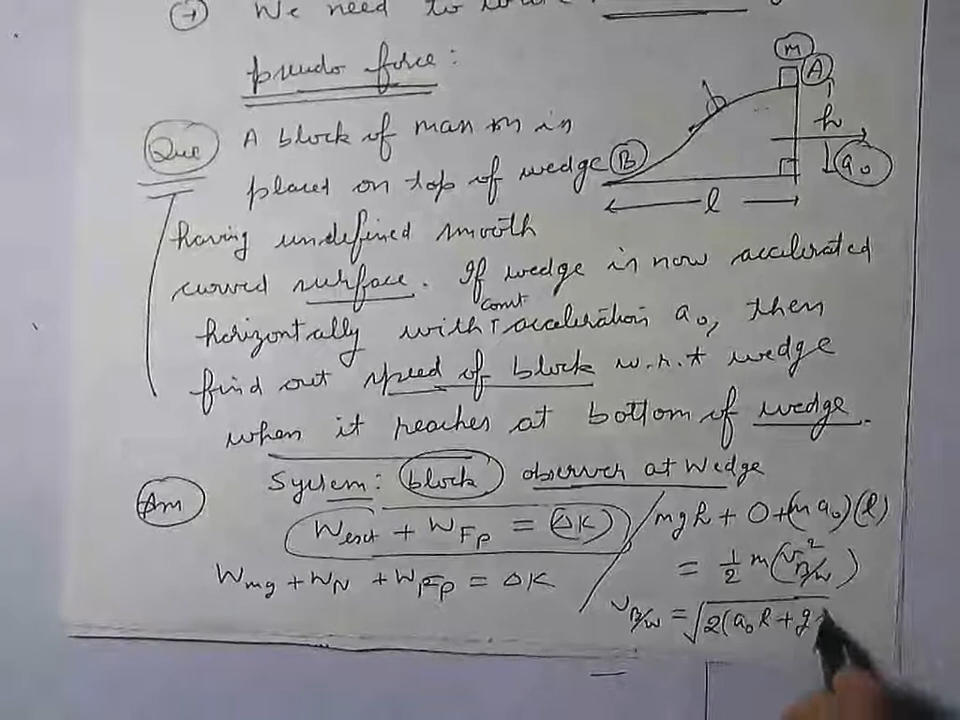 We need to
pseudo force:
Que A block of mass m is
placed on top of wedge
having undefined smooth
curved surface. If wedge is now accelerated
horizontally with const acceleration a₀, then
find out speed of block w.r.t wedge
when it reaches at bottom of wedge.
M
A
h
a₀
B
l
Ans System: block observer at Wedge
Wext + WFp = ΔK
Wmg + WN + WFp = ΔK
mgh + 0 + (m a₀)(l)
= 1/2 m(v²B/W)
vB/W = √2(a₀l + g